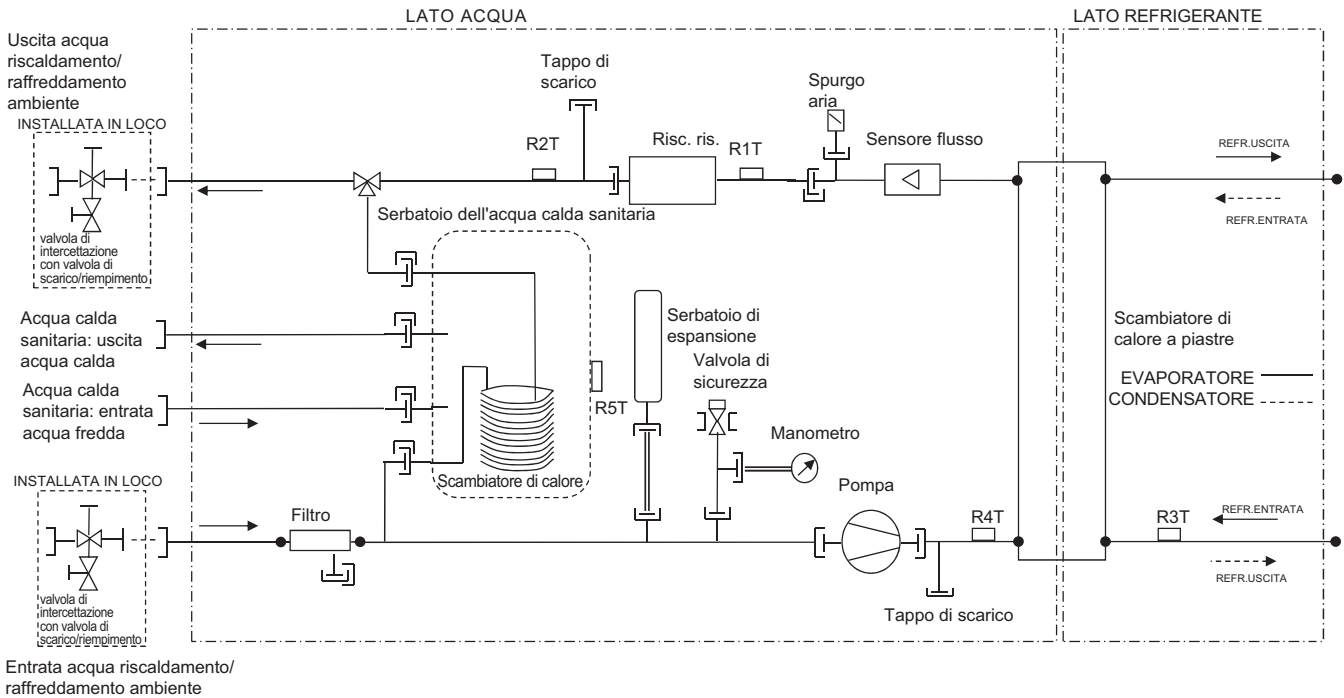 LATO ACQUA
LATO REFRIGERANTE
Uscita acqua
riscaldamento/
raffreddamento
ambiente
INSTALLATA IN LOCO
valvola di
intercettazione
con valvola di
scarico/riempimento
Tappo di
scarico
Spurgo
aria
R2T
Risc. ris.
R1T
Sensore flusso
REFR.USCITA
REFR.ENTRATA
Serbatoio dell'acqua calda sanitaria
Acqua calda
sanitaria: uscita
acqua calda
Acqua calda
sanitaria: entrata
acqua fredda
Serbatoio di
espansione
Valvola di
sicurezza
R5T
Scambiatore di calore
Manometro
Scambiatore di
calore a piastre
EVAPORATORE
CONDENSATORE
INSTALLATA IN LOCO
valvola di
intercettazione
con valvola di
scarico/riempimento
Filtro
Pompa
R4T
R3T
REFR.ENTRATA
REFR.USCITA
Tappo di scarico
Entrata acqua riscaldamento/
raffreddamento ambiente